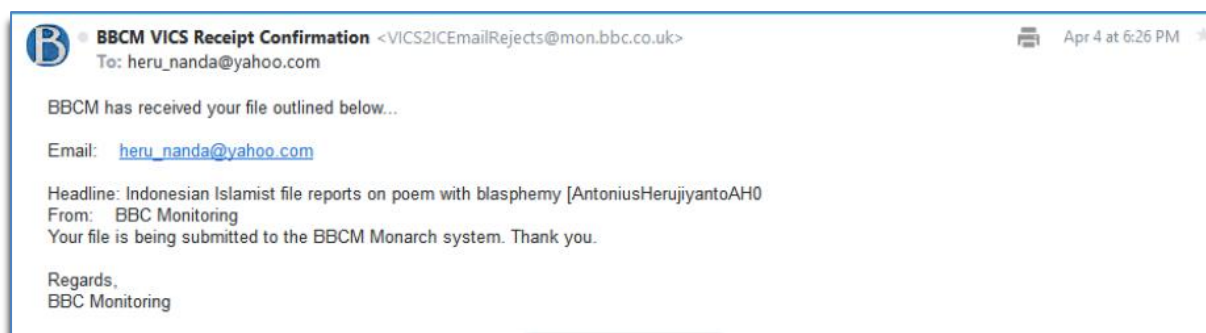 B
BBCM VICS Receipt Confirmation <VICS2ICEmailRejects@mon.bbc.co.uk>
Apr 4 at 6:26 PM
To: heru_nanda@yahoo.com
BBCM has received your file outlined below...
Email: heru_nanda@yahoo.com
Headline: Indonesian Islamist file reports on poem with blasphemy [AntoniusHerujiyantoAH0
From: BBC Monitoring
Your file is being submitted to the BBCM Monarch system. Thank you.
Regards,
BBC Monitoring